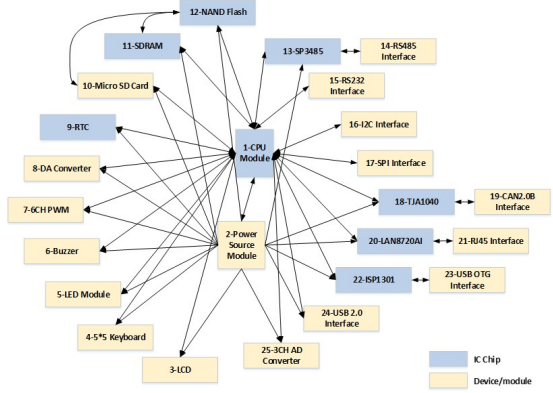 12-NAND Flash
11-SDRAM
13-SP3485
14-RS485
Interface
10-Micro SD Card
15-RS232
Interface
9-RTC
1-CPU
Module
16-I2C Interface
8-DA Converter
17-SPI Interface
7-6CH PWM
18-TJA1040
19-CAN2.0B
Interface
6-Buzzer
2-Power
Source
Module
20-LAN8720AI
21-RJ45 Interface
5-LED Module
22-ISP1301
23-USB OTG
Interface
4-5*5 Keyboard
24-USB 2.0
Interface
3-LCD
25-3CH AD
Converter
IC Chip
Device/module